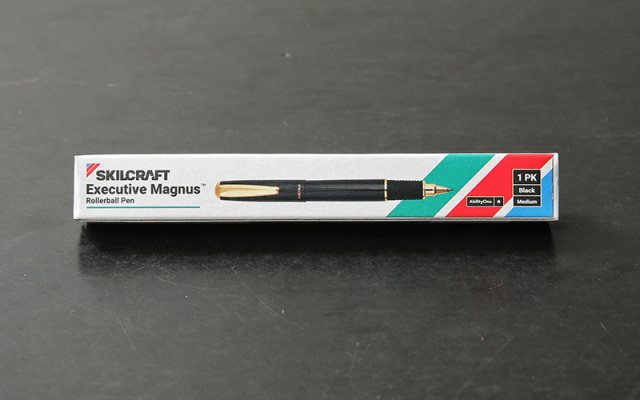 SKILCRAFT
Executive Magnus™
Rollerball Pen
AbilityOne
1 PK
Black
Medium